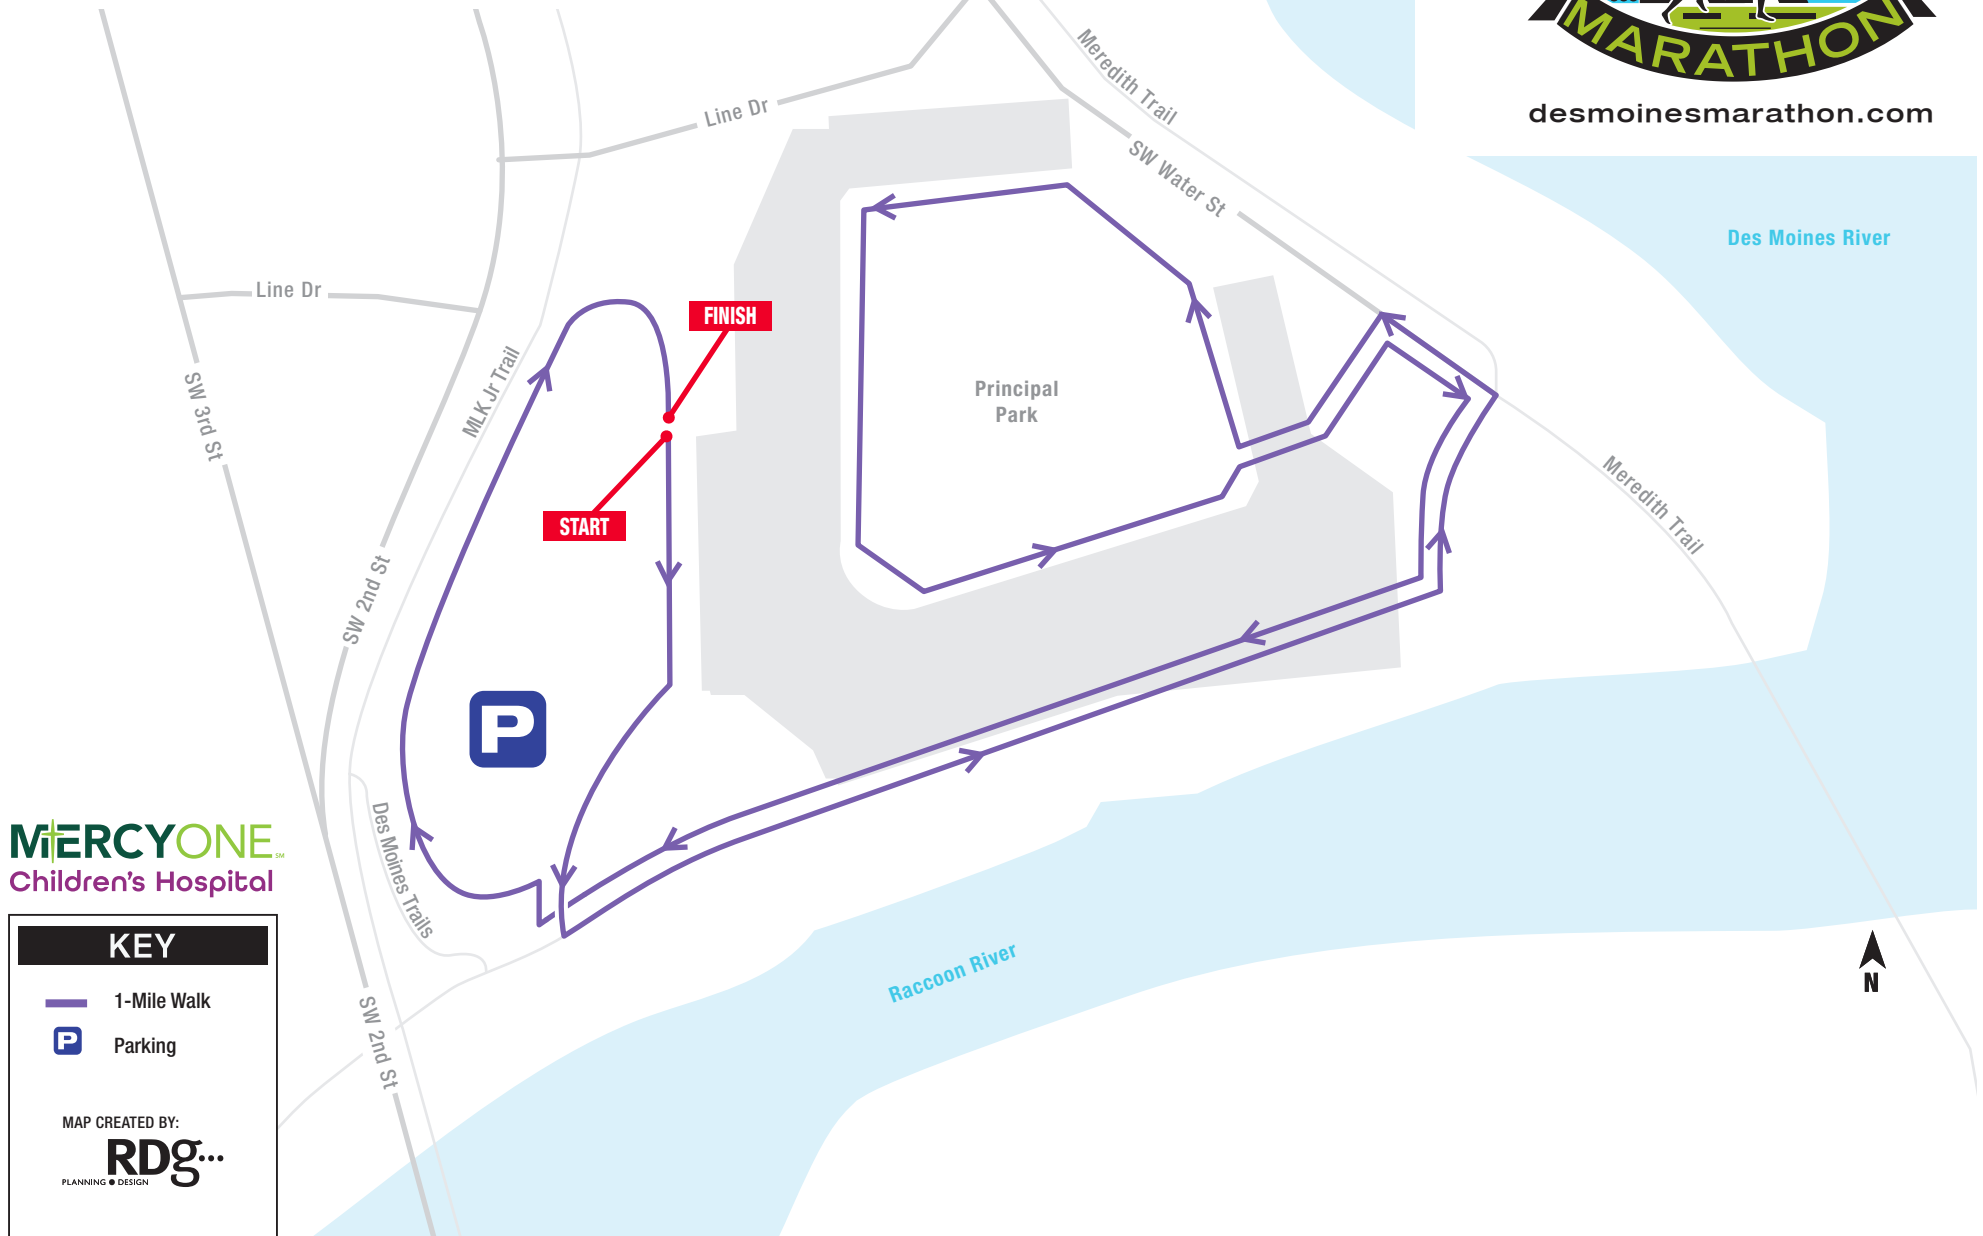 MARATHON
desmoinesmarathon.com
Meredith Trail
Line Dr
SW Water St
Des Moines River
Line Dr
FINISH
MLK Jr Trail
SW 3rd St
Principal
Park
START
Meredith Trail
SW 2nd St
P
Des Moines Trails
MERCYONE SM
Children's Hospital
KEY
1-Mile Walk
P Parking
MAP CREATED BY:
RDg...
PLANNING • DESIGN
SW 2nd St
Raccoon River
N